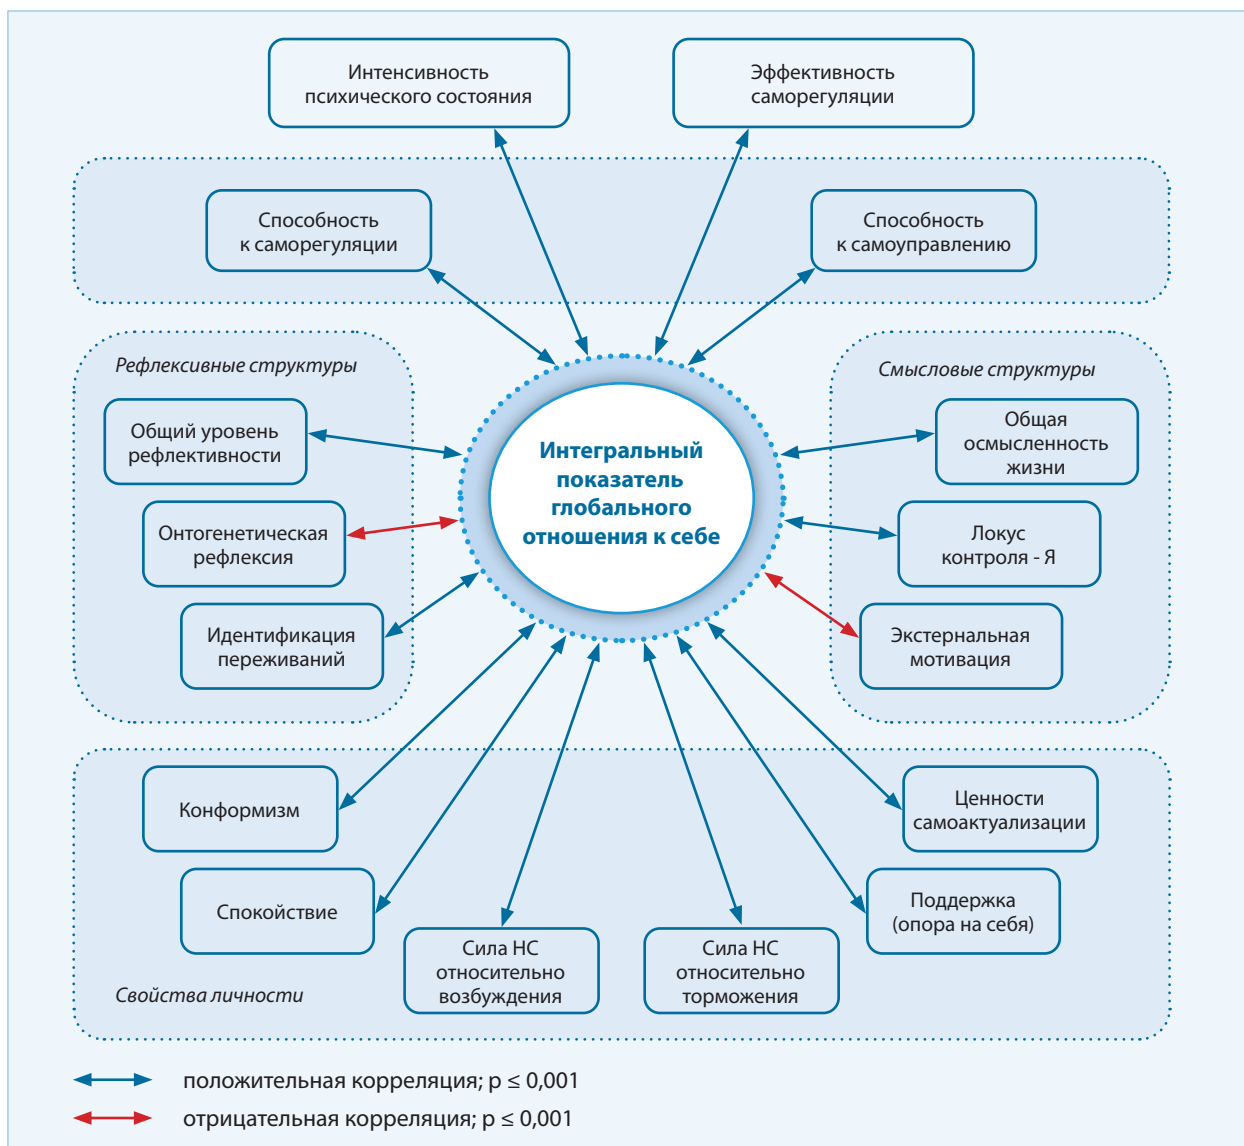 Интенсивность
психического состояния
Эффективность
саморегуляции
Способность
к саморегуляции
Способность
к самоуправлению
Рефлексивные структуры
Общий уровень
рефлективности
Онтогенетическая
рефлексия
Идентификация
переживаний
Интегральный
показатель
глобального
отношения к себе
Смысловые структуры
Общая
осмысленность
жизни
Локус
контроля - Я
Экстернальная
мотивация
Конформизм
Ценности
самоактуализации
Спокойствие
Поддержка
(опора на себя)
Сила НС
относительно
возбуждения
Сила НС
относительно
торможения
Свойства личности
положительная корреляция; p ≤ 0,001
отрицательная корреляция; p ≤ 0,001